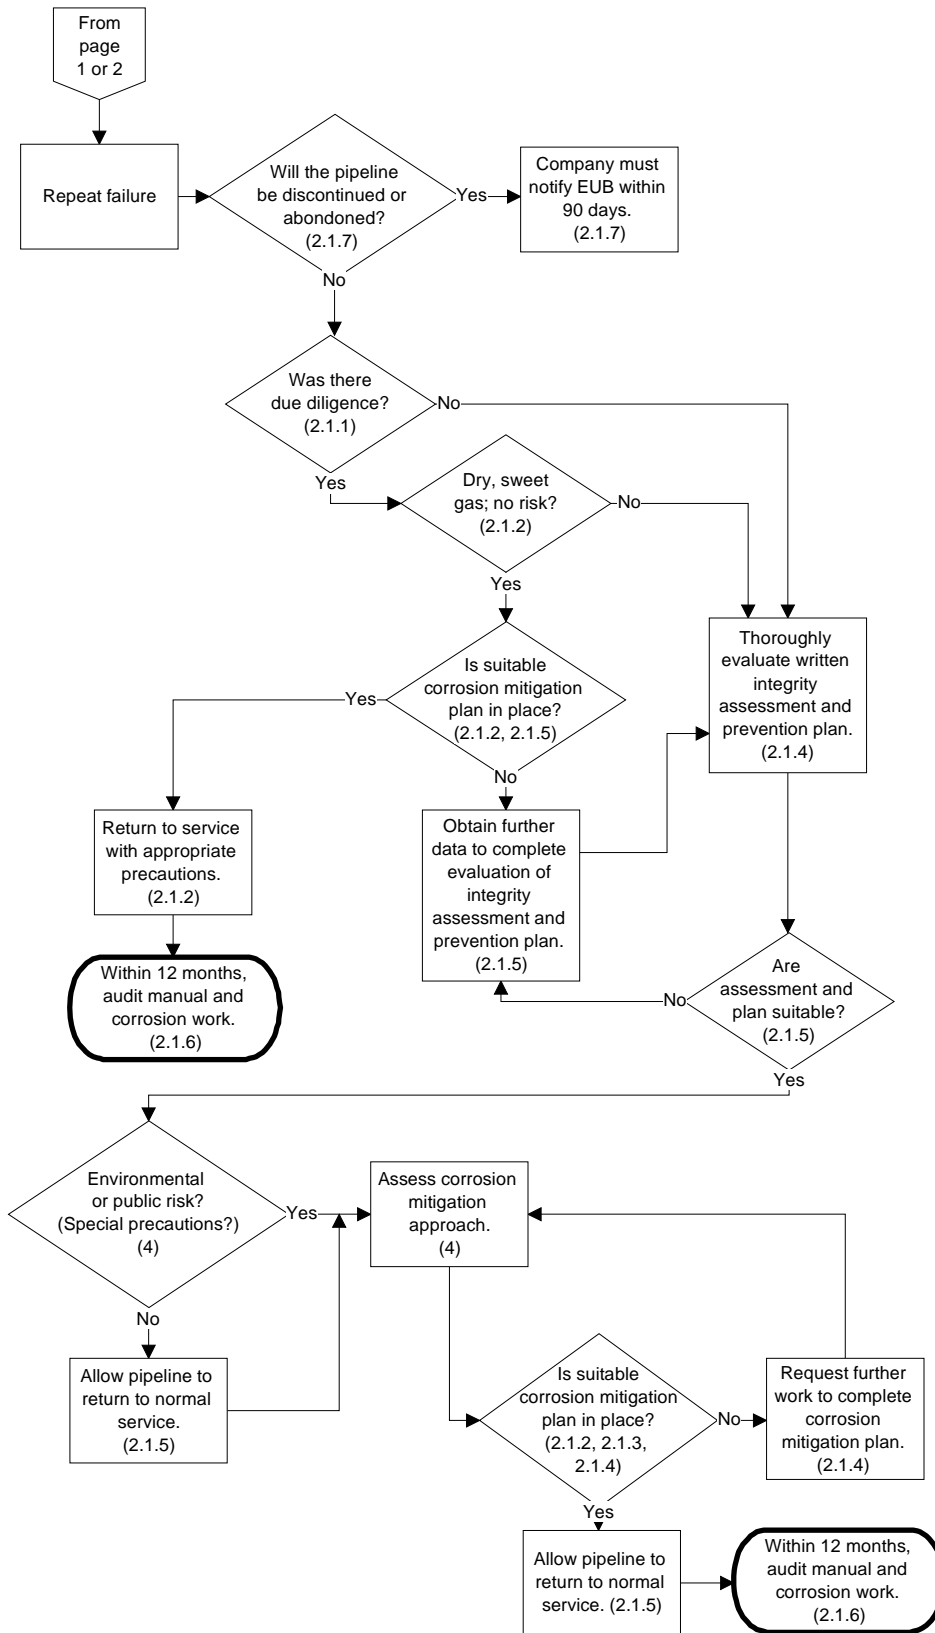 From
page
1 or 2
Repeat failure
Will the pipeline
be discontinued or
abondoned?
(2.1.7)
Yes
Company must
notify EUB within
90 days.
(2.1.7)
No
Was there
due diligence?
(2.1.1)
No
Yes
Dry, sweet
gas; no risk?
(2.1.2)
No
Yes
Is suitable
corrosion mitigation
plan in place?
(2.1.2, 2.1.5)
Yes
No
Thoroughly
evaluate written
integrity
assessment and
prevention plan.
(2.1.4)
Return to service
with appropriate
precautions.
(2.1.2)
Obtain further
data to complete
evaluation of
integrity
assessment and
prevention plan.
(2.1.5)
Within 12 months,
audit manual and
corrosion work.
(2.1.6)
Are
assessment and
plan suitable?
(2.1.5)
No
Yes
Environmental
or public risk?
(Special precautions?)
(4)
Yes
No
Assess corrosion
mitigation
approach.
(4)
Allow pipeline to
return to normal
service.
(2.1.5)
Is suitable
corrosion mitigation
plan in place?
(2.1.2, 2.1.3,
2.1.4)
No
Request further
work to complete
corrosion
mitigation plan.
(2.1.4)
Yes
Allow pipeline to
return to normal
service. (2.1.5)
Within 12 months,
audit manual and
corrosion work.
(2.1.6)